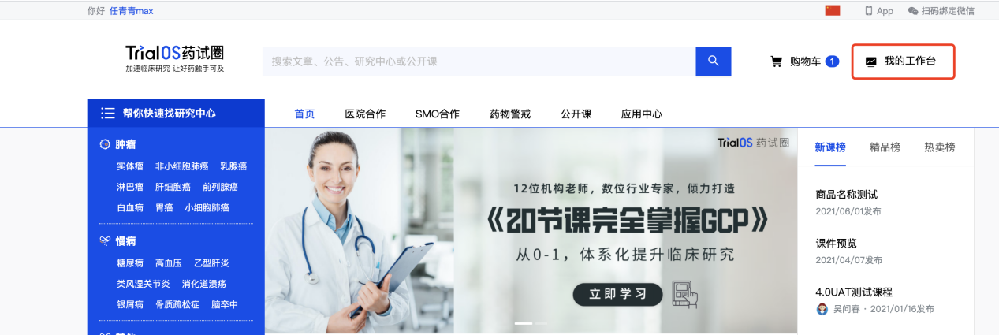 你好 任青青max
App 扫码绑定微信
TrialOS药试圈
加速临床研究 让好药触手可及
搜索文章、公告、研究中心或公开课
购物车 1
我的工作台
帮你快速找研究中心
首页 医院合作 SMO合作 药物警戒 公开课 应用中心
肿瘤
实体瘤 非小细胞肺癌 乳腺癌
淋巴瘤 肝细胞癌 前列腺癌
白血病 胃癌 小细胞肺癌
慢病
糖尿病 高血压 乙型肝炎
类风湿关节炎 消化道溃疡
银屑病 骨质疏松症 脑卒中
TrialOS 药试圈
12位机构老师，数位行业专家，倾力打造
《20节课完全掌握GCP》
从0-1，体系化提升临床研究
立即学习
新课榜 精品榜 热卖榜
商品名称测试
2021/06/01发布
课件预览
2021/04/07发布
4.0UAT测试课程
吴问春 · 2021/01/16发布